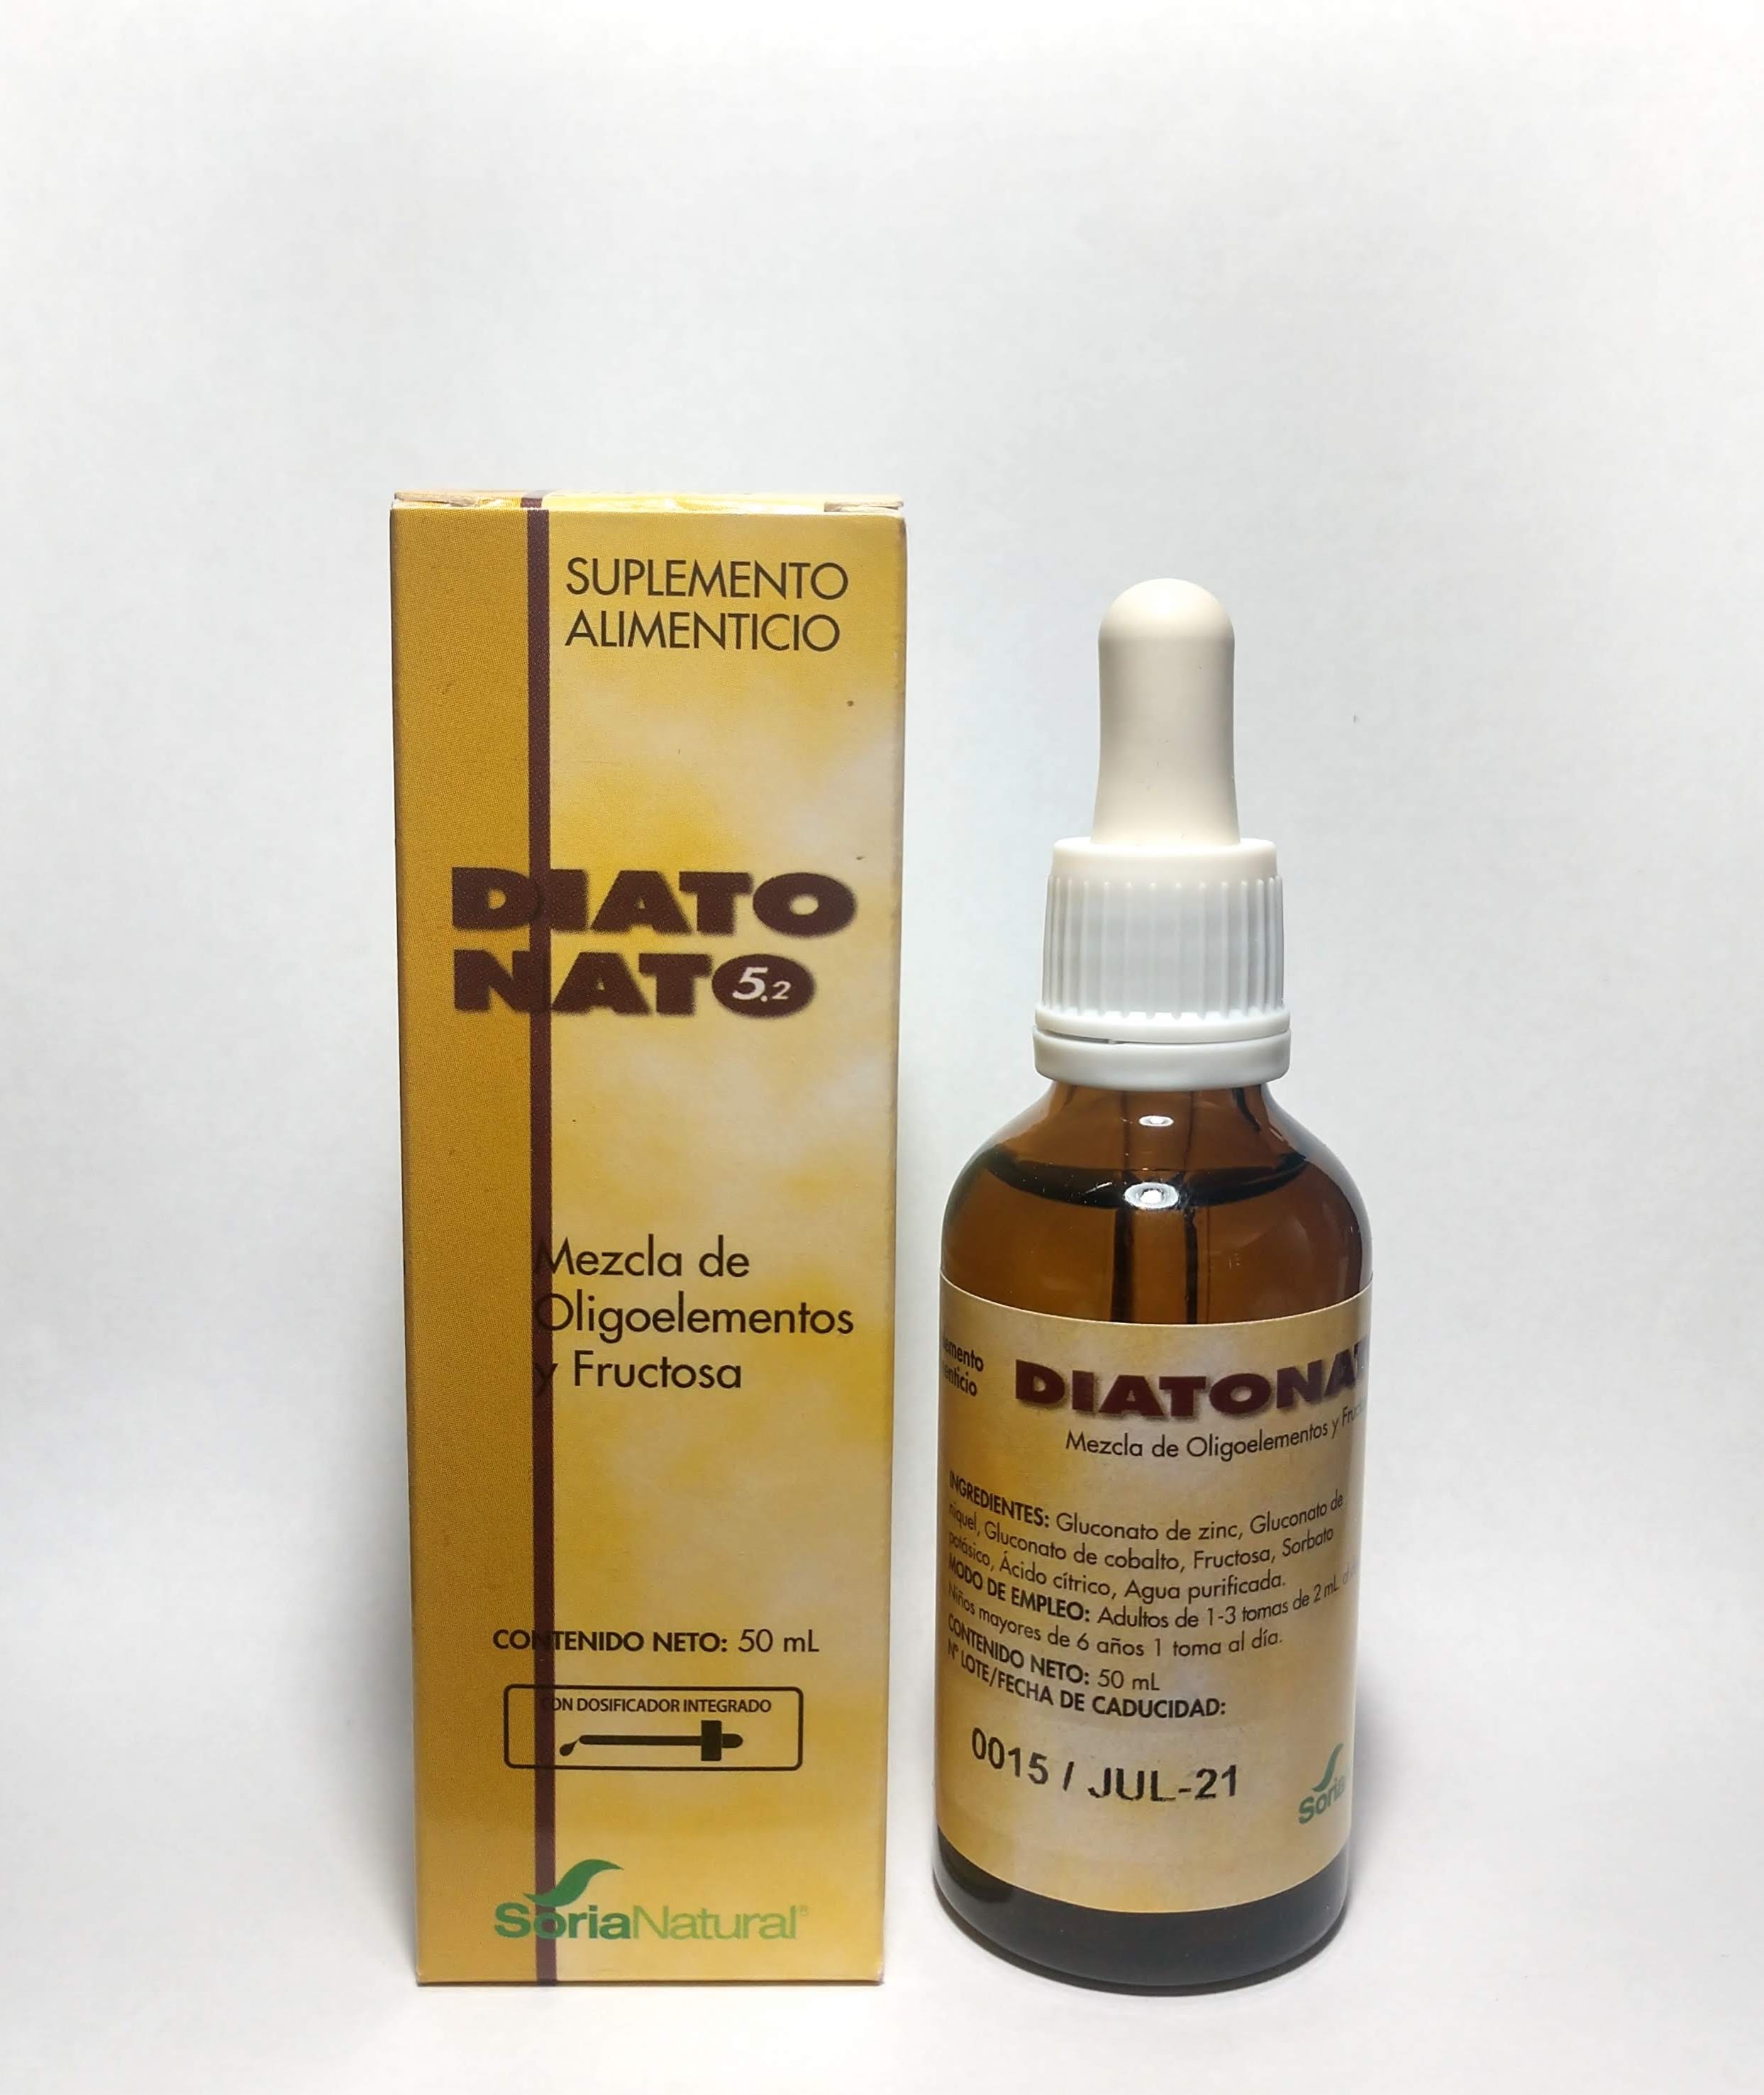 SUPLEMENTO
ALIMENTICIO
DIATO
NATO 5.2
Mezcla de
Oligoelementos
y Fructosa
CONTENIDO NETO: 50 mL
CON DOSIFICADOR INTEGRADO
SoriaNatural®
DIATONAT
Mezcla de Oligoelementos y
INGREDIENTES: Gluconato de zinc, Gluconato de
niquel, Gluconato de cobalto, Fructosa, Sorbato
potásico, Ácido cítrico, Agua purificada.
MODO DE EMPLEO: Adultos de 1-3 tomas de 2 mL
Niños mayores de 6 años 1 toma al día.
CONTENIDO NETO: 50 mL
Nº LOTE/FECHA DE CADUCIDAD:
0015 / JUL-21
Soria